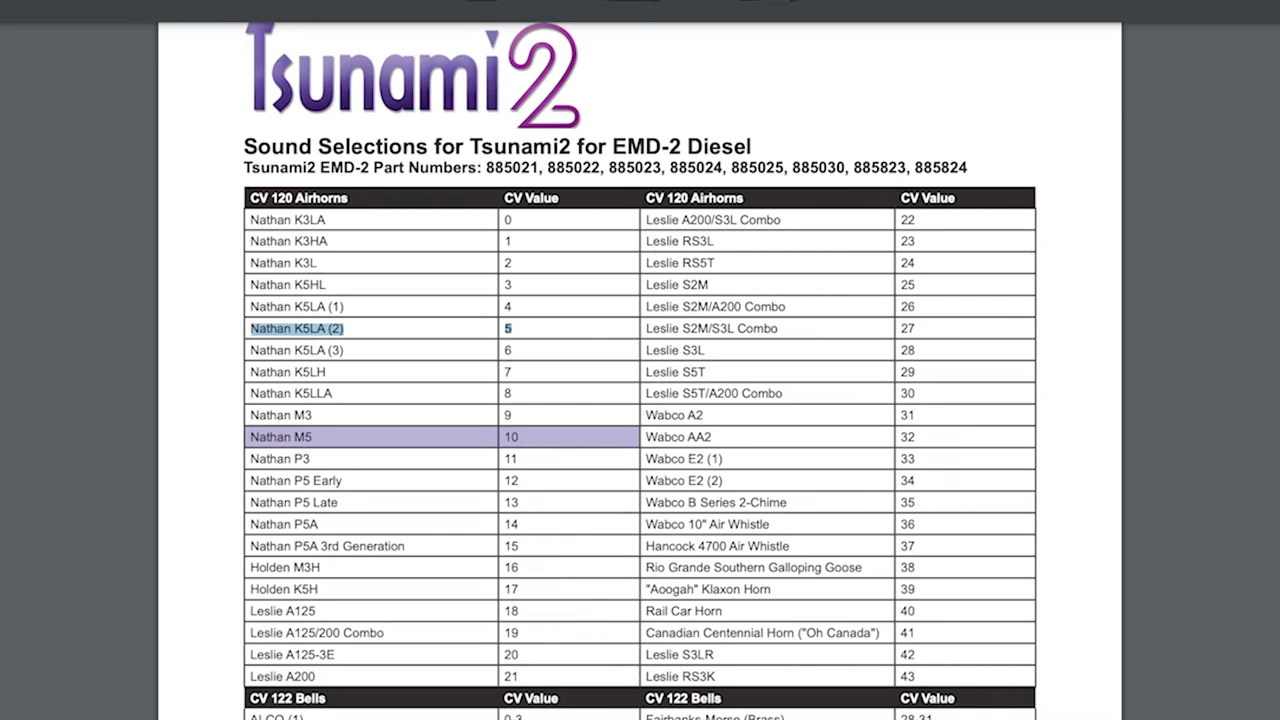 Tsunami2
Sound Selections for Tsunami2 for EMD-2 Diesel
Tsunami2 EMD-2 Part Numbers: 885021, 885022, 885023, 885024, 885025, 885030, 885823, 885824
CV 120 Airhorns CV Value CV 120 Airhorns CV Value
Nathan K3LA 0 Leslie A200/S3L Combo 22
Nathan K3HA 1 Leslie RS3L 23
Nathan K3L 2 Leslie RS5T 24
Nathan K5HL 3 Leslie S2M 25
Nathan K5LA (1) 4 Leslie S2M/A200 Combo 26
Nathan K5LA (2) 5 Leslie S2M/S3L Combo 27
Nathan K5LA (3) 6 Leslie S3L 28
Nathan K5LH 7 Leslie S5T 29
Nathan K5LLA 8 Leslie S5T/A200 Combo 30
Nathan M3 9 Wabco A2 31
Nathan M5 10 Wabco AA2 32
Nathan P3 11 Wabco E2 (1) 33
Nathan P5 Early 12 Wabco E2 (2) 34
Nathan P5 Late 13 Wabco B Series 2-Chime 35
Nathan P5A 14 Wabco 10" Air Whistle 36
Nathan P5A 3rd Generation 15 Hancock 4700 Air Whistle 37
Holden M3H 16 Rio Grande Southern Galloping Goose 38
Holden K5H 17 "Aoogah" Klaxon Horn 39
Leslie A125 18 Rail Car Horn 40
Leslie A125/200 Combo 19 Canadian Centennial Horn ("Oh Canada") 41
Leslie A125-3E 20 Leslie S3LR 42
Leslie A200 21 Leslie RS3K 43
CV 122 Bells CV Value CV 122 Bells CV Value
ALCO (1) 0-3 Fairbanks-Morse (Brass) 28-31